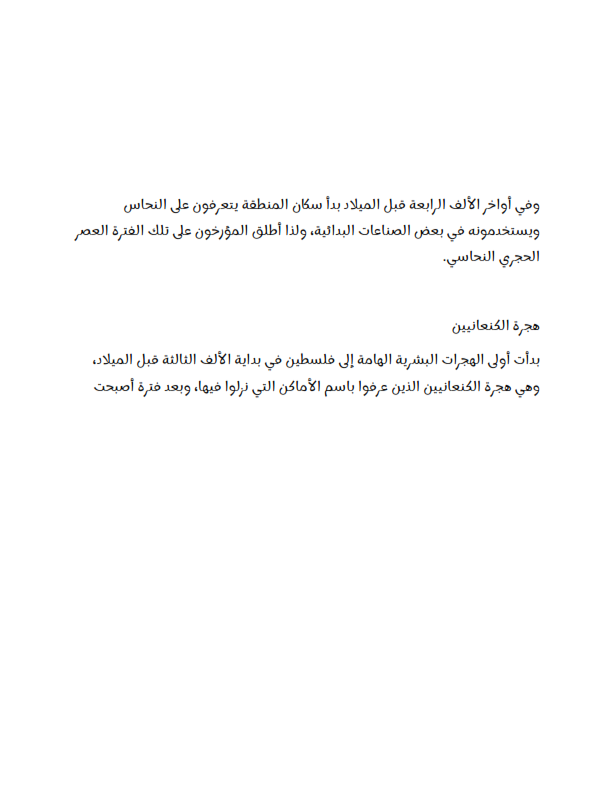 وفي أواخر الألف الرابعة قبل الميلاد بدأ سكان المنطقة يتعرفون على النحاس
ويستخدمونه في بعض الصناعات البدائية، ولذا أطلق المؤرخون على تلك الفترة العصر
الحجري النحاسي.
هجرة الكنعانيين
بدأت أولى الهجرات البشرية الهامة إلى فلسطين في بداية الألف الثالثة قبل الميلاد،
وهي هجرة الكنعانيين الذين عرفوا باسم الأماكن التي نزلوا فيها، وبعد فترة أصبحت